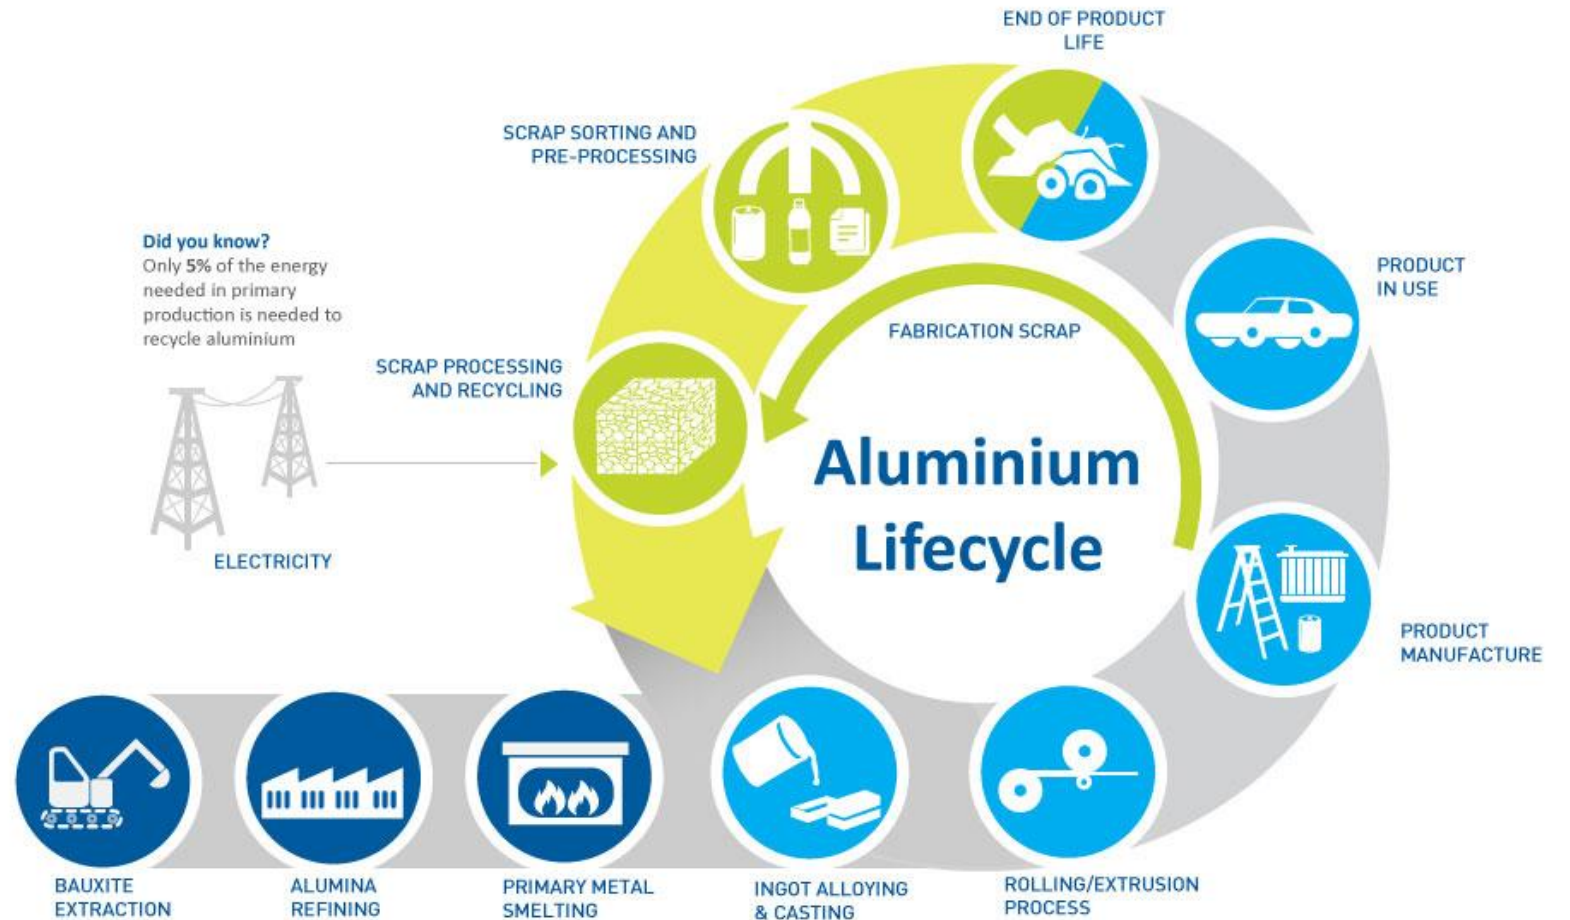 END OF PRODUCT
LIFE
SCRAP SORTING AND
PRE-PROCESSING
Did you know?
Only 5% of the energy
needed in primary
production is needed to
recycle aluminium
PRODUCT
IN USE
FABRICATION SCRAP
SCRAP PROCESSING
AND RECYCLING
Aluminium
Lifecycle
ELECTRICITY
PRODUCT
MANUFACTURE
BAUXITE
EXTRACTION
ALUMINA
REFINING
PRIMARY METAL
SMELTING
INGOT ALLOYING
& CASTING
ROLLING/EXTRUSION
PROCESS